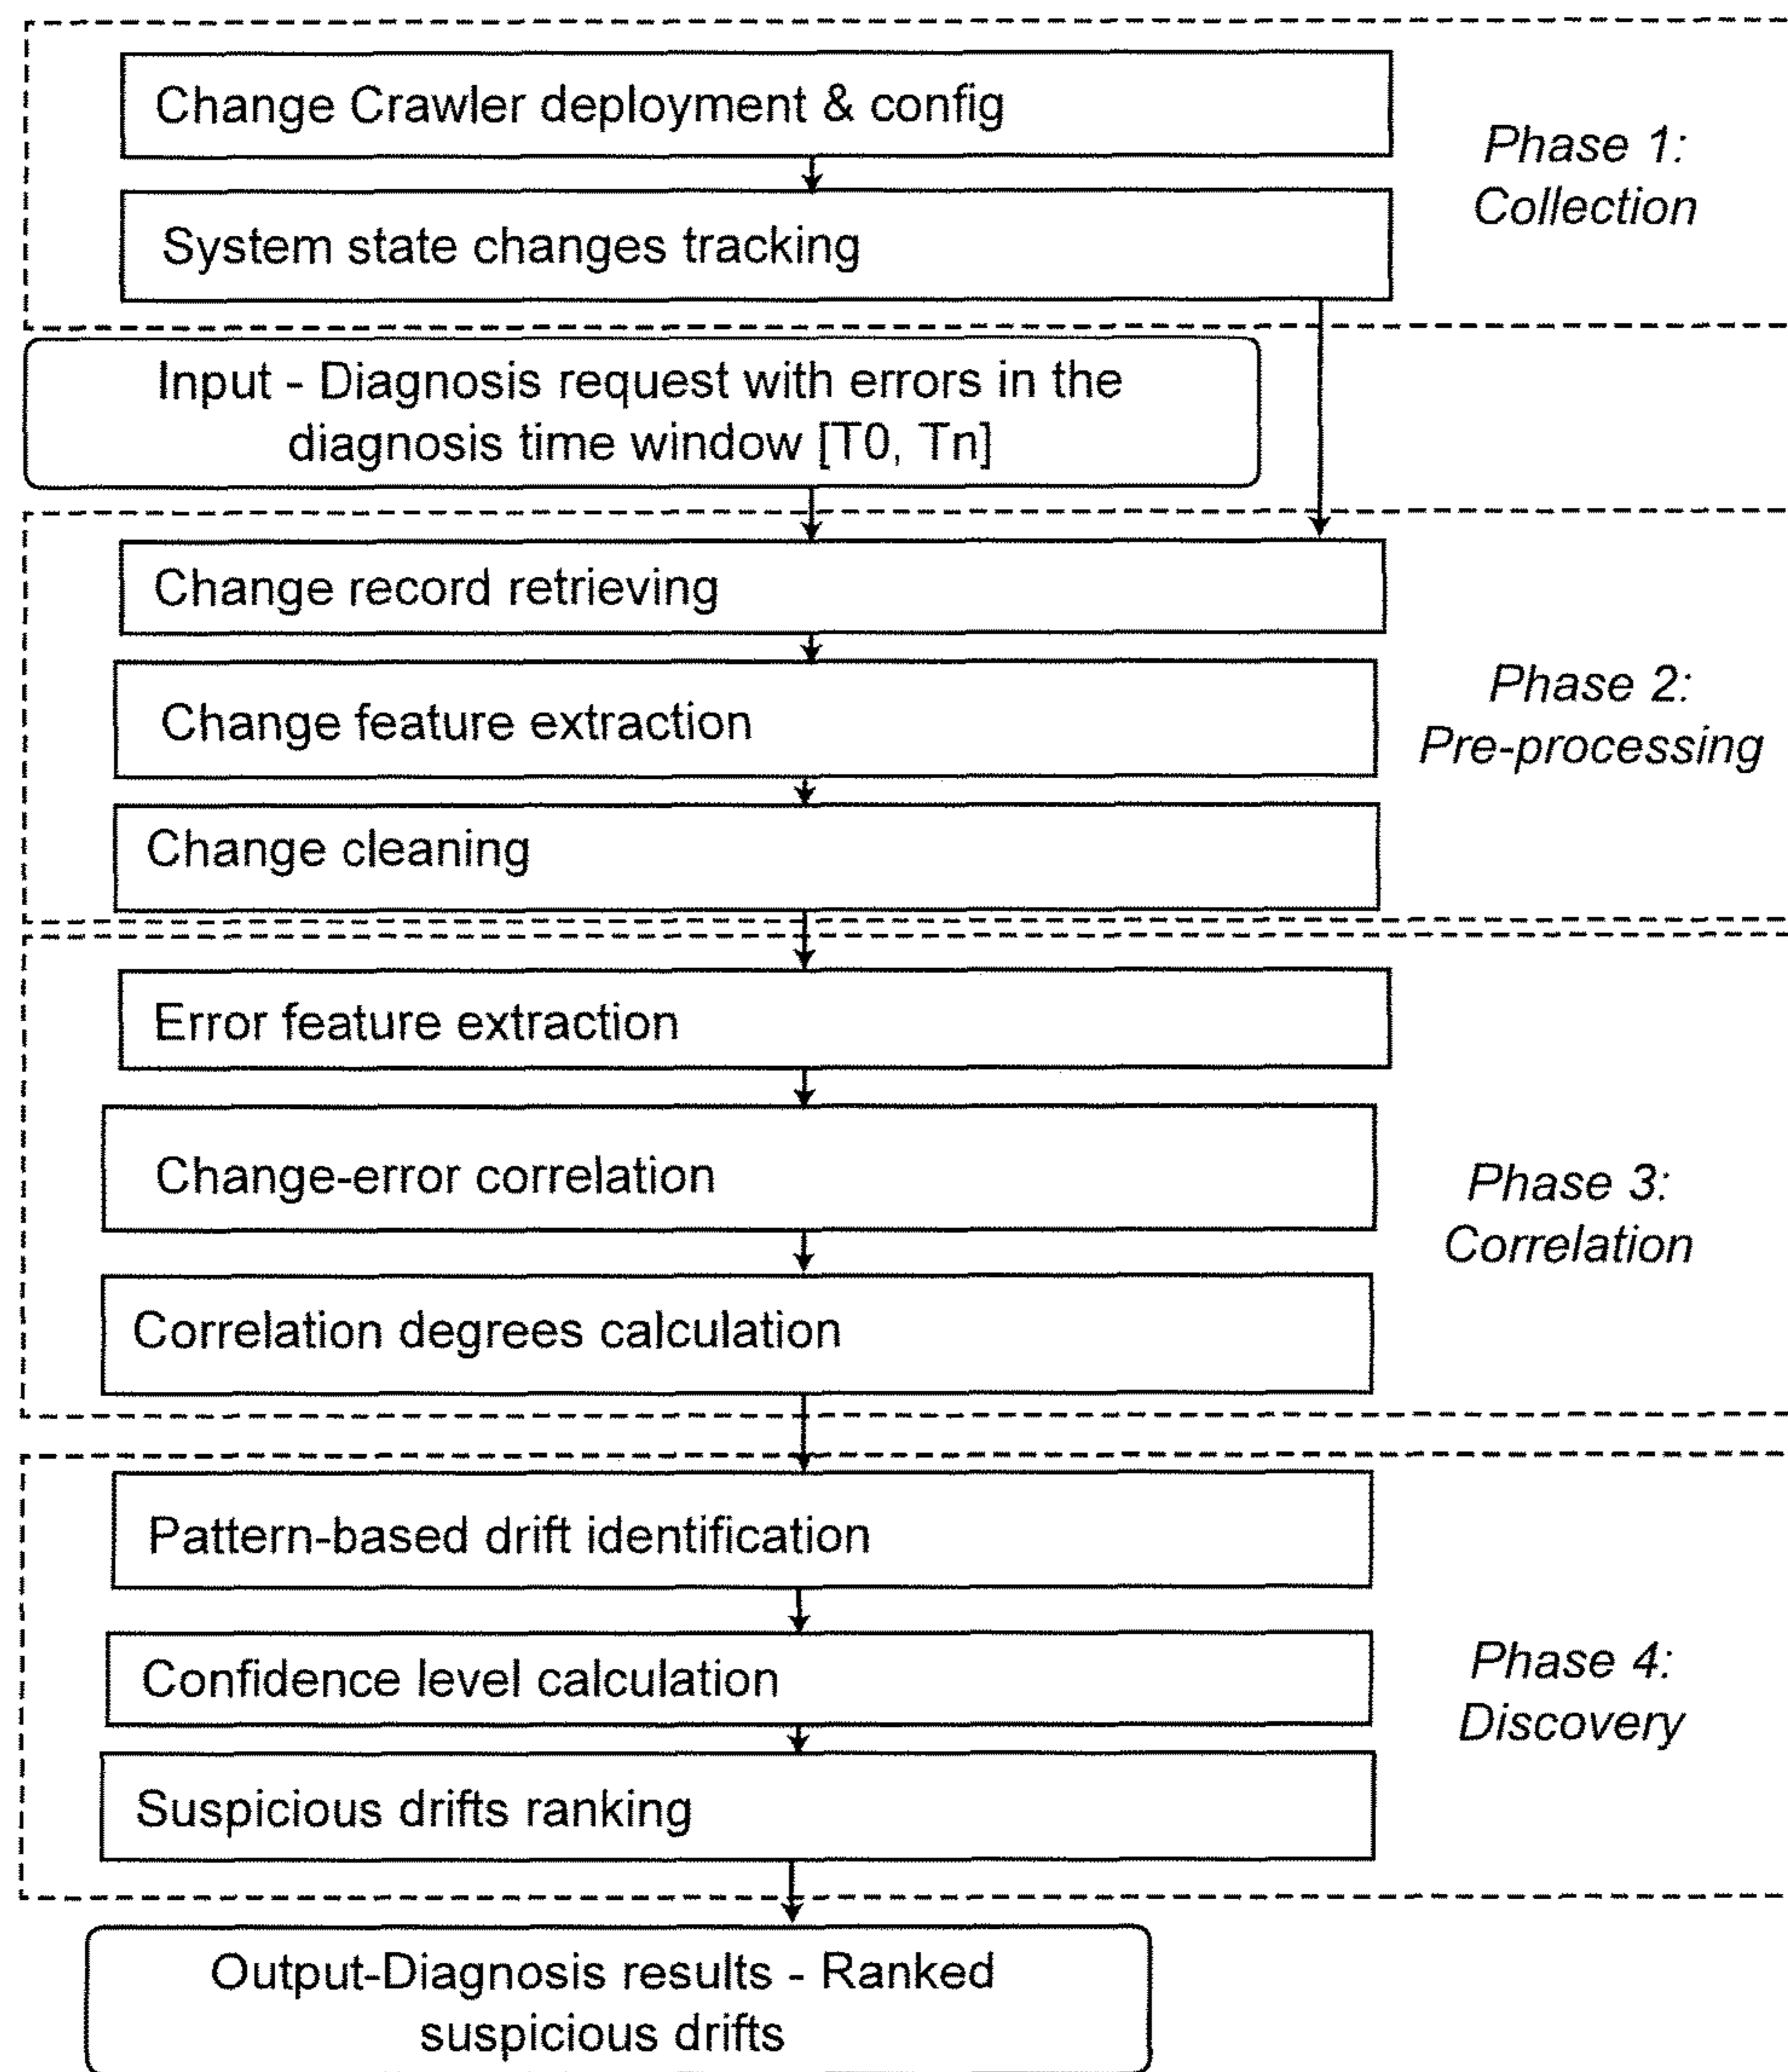 Change Crawler deployment & config
Phase 1:
Collection
System state changes tracking
Input - Diagnosis request with errors in the
diagnosis time window [T0, Tn]
Change record retrieving
Change feature extraction
Phase 2:
Pre-processing
Change cleaning
Error feature extraction
Change-error correlation
Phase 3:
Correlation
Correlation degrees calculation
Pattern-based drift identification
Confidence level calculation
Phase 4:
Discovery
Suspicious drifts ranking
Output-Diagnosis results - Ranked
suspicious drifts